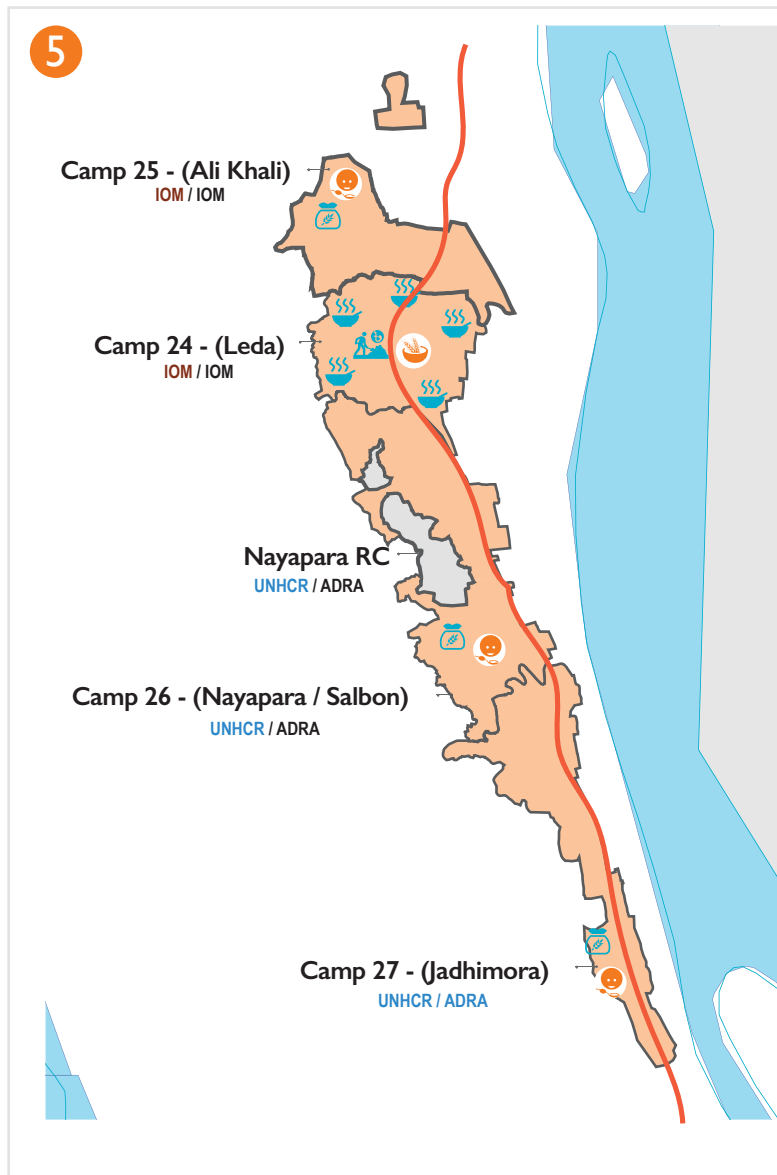 5
Camp 25 - (Ali Khali)
IOM / IOM
Camp 24 - (Leda)
IOM / IOM
Nayapara RC
UNHCR / ADRA
Camp 26 - (Nayapara / Salbon)
UNHCR / ADRA
Camp 27 - (Jadhimora)
UNHCR / ADRA